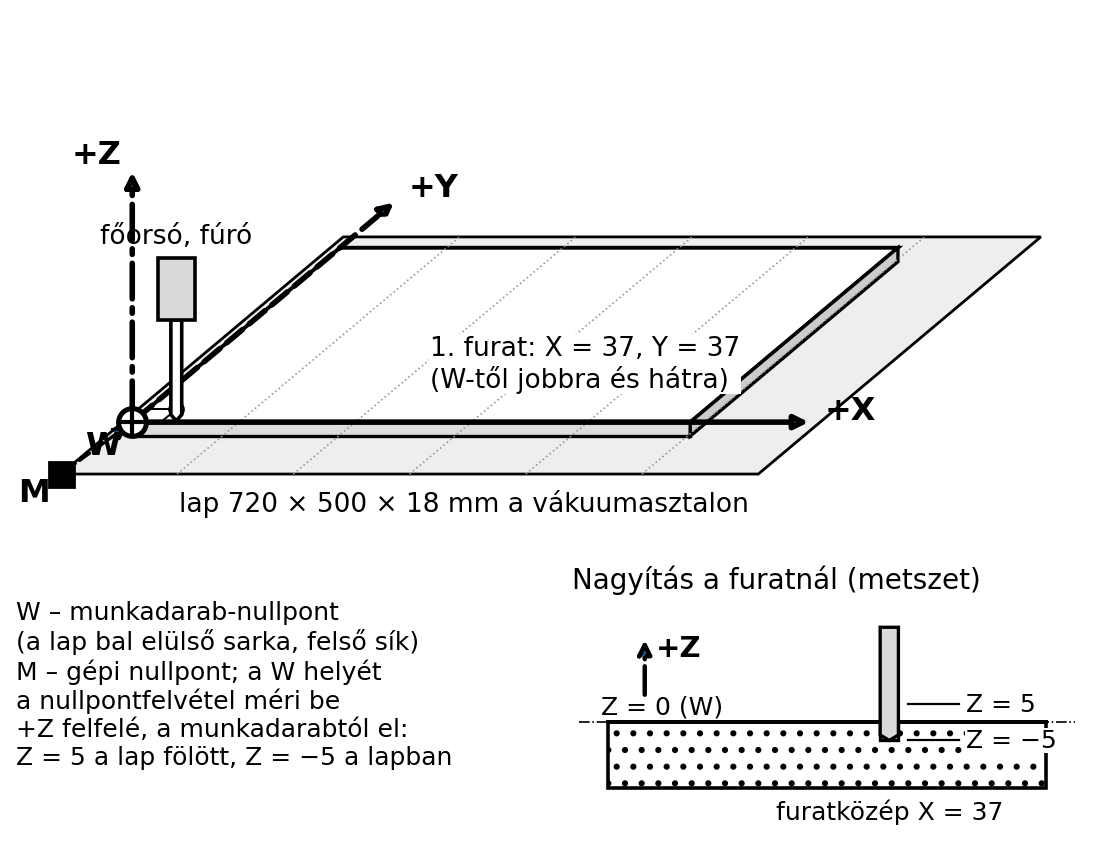 +Z
+Y
főorsó, fúró
1. furat: X = 37, Y = 37
(W-től jobbra és hátra)
+X
W
M
lap 720 × 500 × 18 mm a vákuumasztalon
Nagyítás a furatnál (metszet)
W – munkadarab-nullpont
(a lap bal elülső sarka, felső sík)
M – gépi nullpont; a W helyét
a nullpontfelvétel méri be
+Z felfelé, a munkadarabtól el:
Z = 5 a lap fölött, Z = −5 a lapban
+Z
Z = 0 (W)
Z = 5
Z = −5
furatközép X = 37